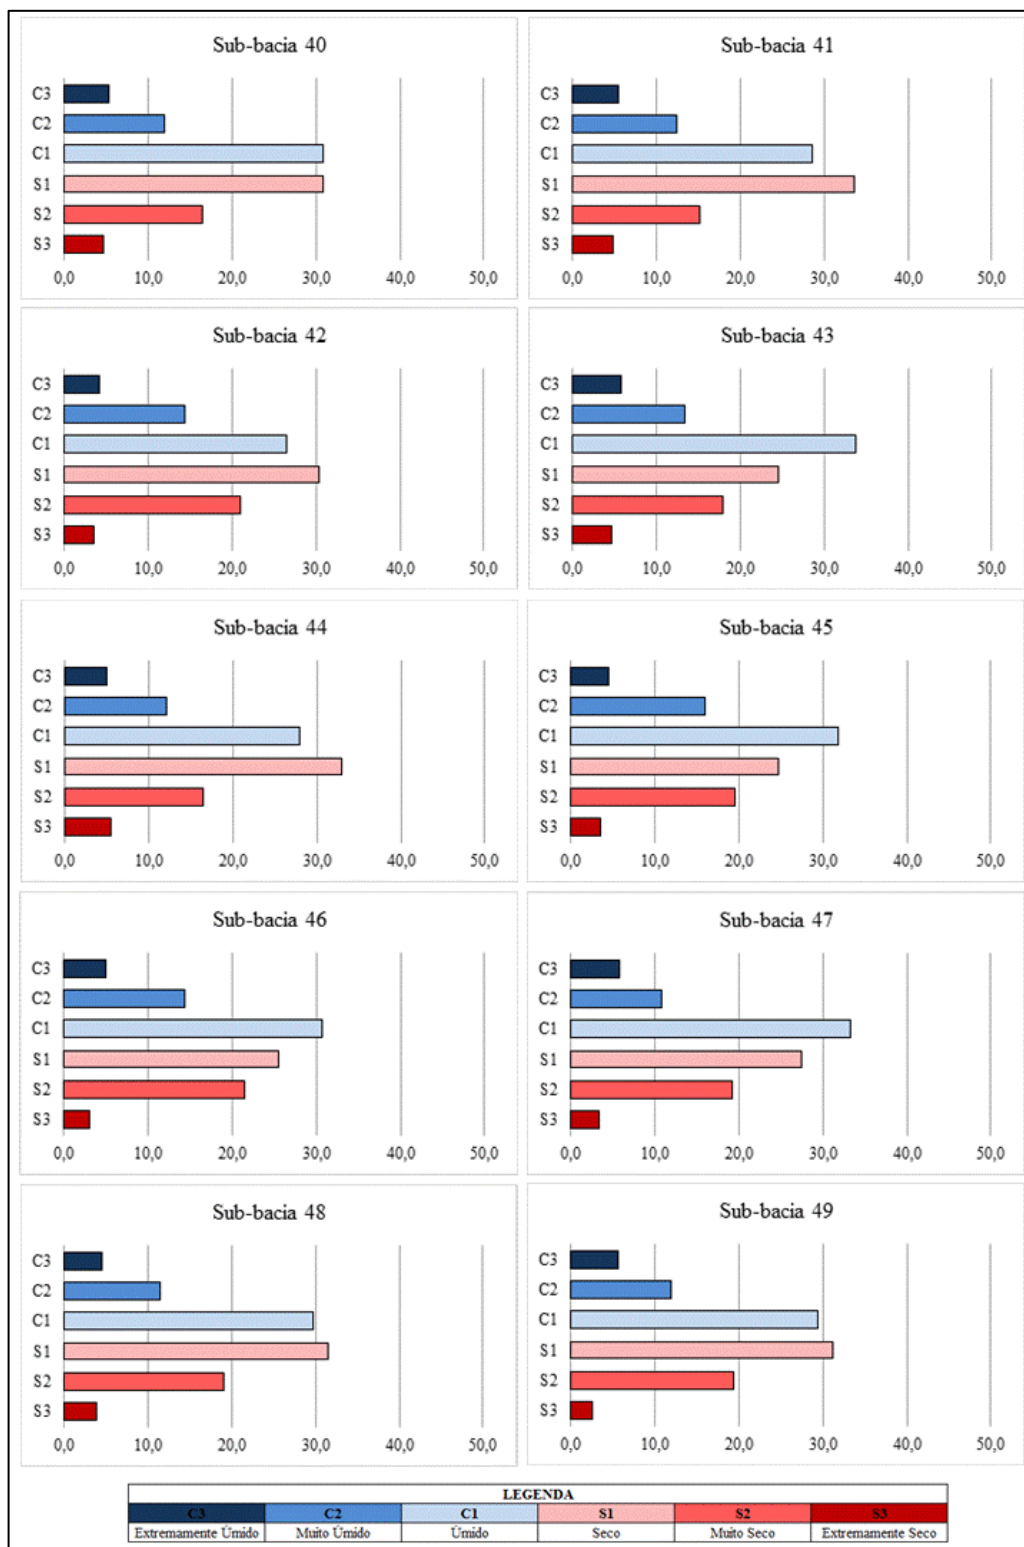 Sub-bacia 40
C3
C2
C1
S1
S2
S3
0,0 10,0 20,0 30,0 40,0 50,0
Sub-bacia 41
C3
C2
C1
S1
S2
S3
0,0 10,0 20,0 30,0 40,0 50,0
Sub-bacia 42
C3
C2
C1
S1
S2
S3
0,0 10,0 20,0 30,0 40,0 50,0
Sub-bacia 43
C3
C2
C1
S1
S2
S3
0,0 10,0 20,0 30,0 40,0 50,0
Sub-bacia 44
C3
C2
C1
S1
S2
S3
0,0 10,0 20,0 30,0 40,0 50,0
Sub-bacia 45
C3
C2
C1
S1
S2
S3
0,0 10,0 20,0 30,0 40,0 50,0
Sub-bacia 46
C3
C2
C1
S1
S2
S3
0,0 10,0 20,0 30,0 40,0 50,0
Sub-bacia 47
C3
C2
C1
S1
S2
S3
0,0 10,0 20,0 30,0 40,0 50,0
Sub-bacia 48
C3
C2
C1
S1
S2
S3
0,0 10,0 20,0 30,0 40,0 50,0
Sub-bacia 49
C3
C2
C1
S1
S2
S3
0,0 10,0 20,0 30,0 40,0 50,0
LEGENDA
C3 C2 C1 S1 S2 S3
Extremamente Úmido Muito Úmido Úmido Seco Muito Seco Extremamente Seco